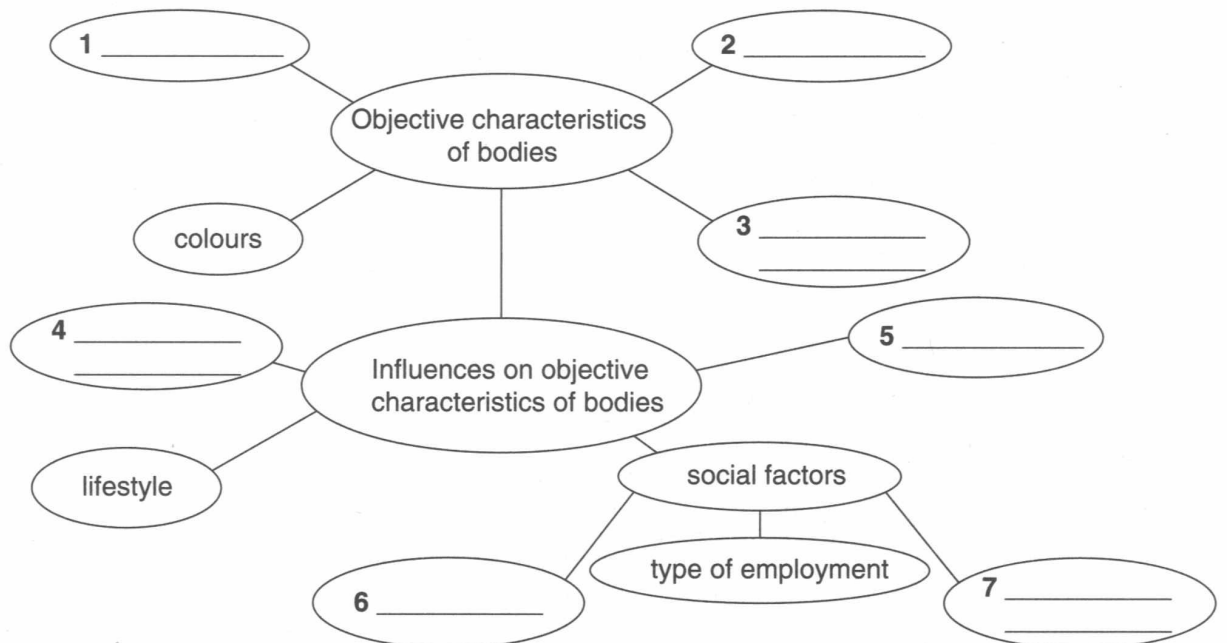 1
2
Objective characteristics
of bodies
colours
3
4
5
Influences on objective
characteristics of bodies
lifestyle
social factors
type of employment
6
7